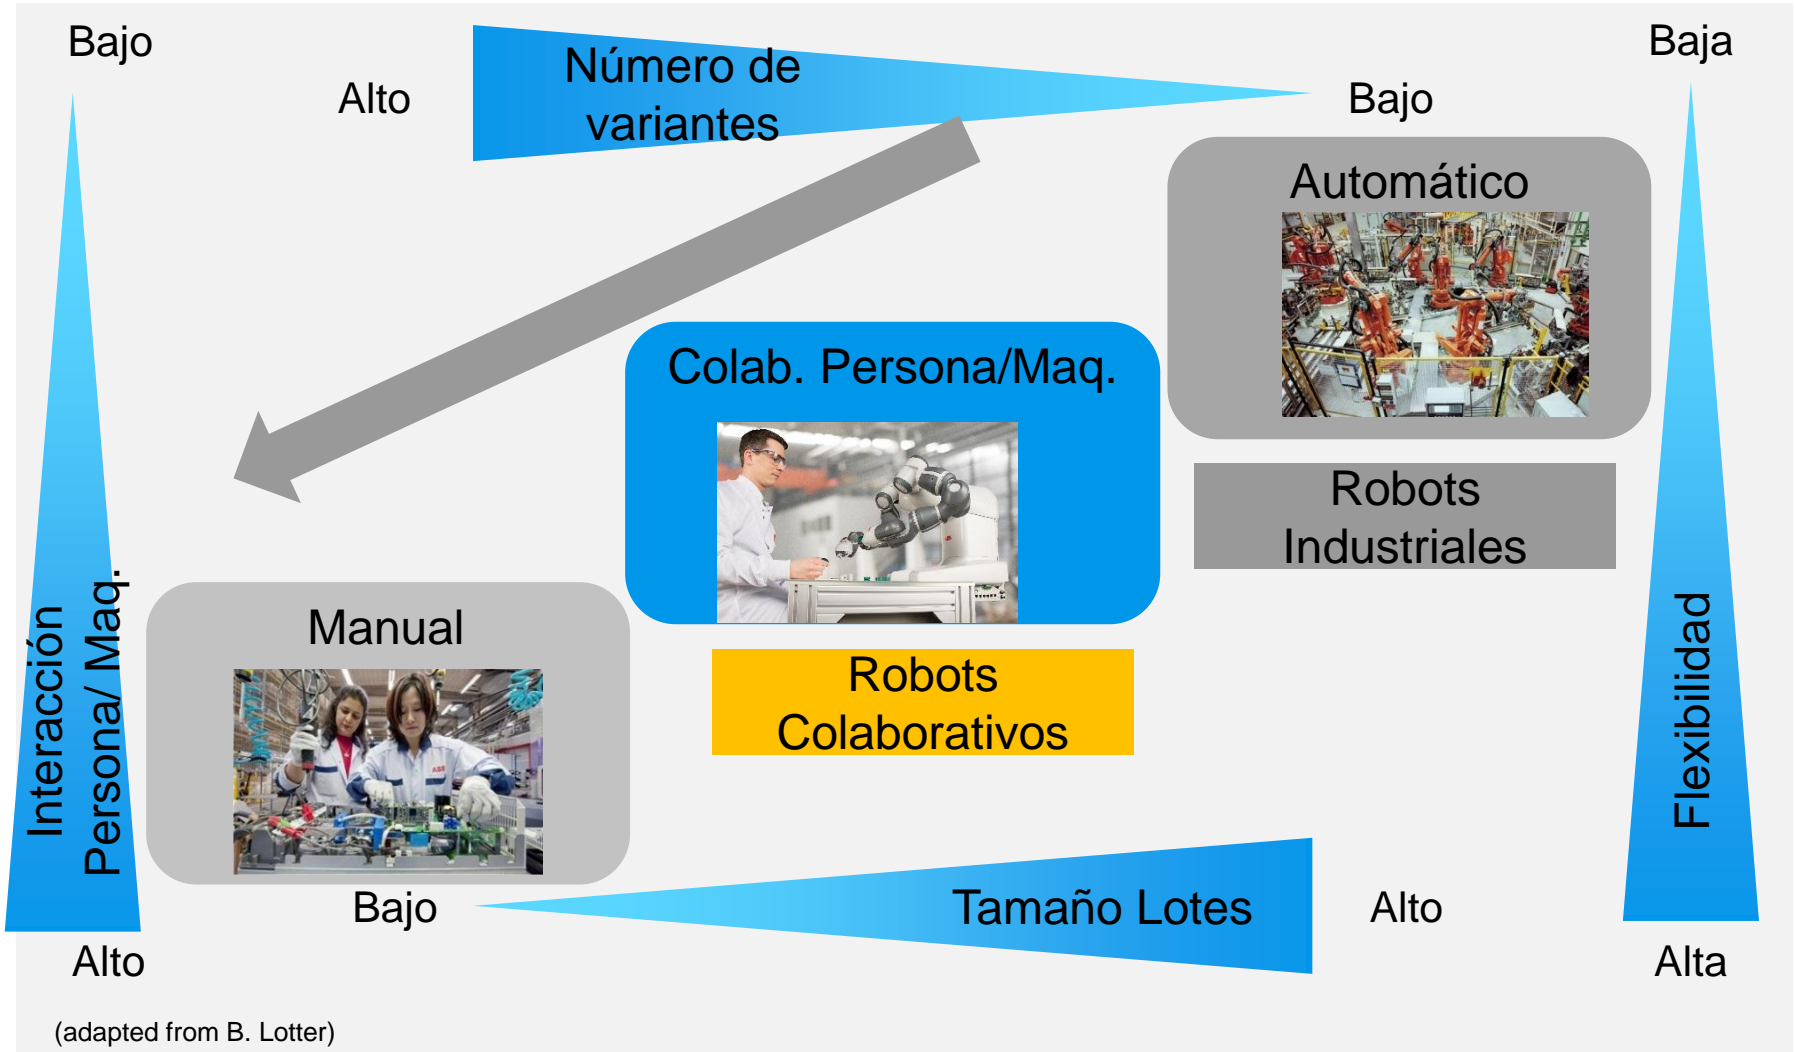 Bajo
Baja
Número de
variantes
Alto
Bajo
Automático
Colab. Persona/Maq.
Robots
Industriales
Manual
Robots
Colaborativos
Interacción
Persona/ Maq.
Flexibilidad
ABB
Bajo
Tamaño Lotes
Alto
Alto
Alta
(adapted from B. Lotter)